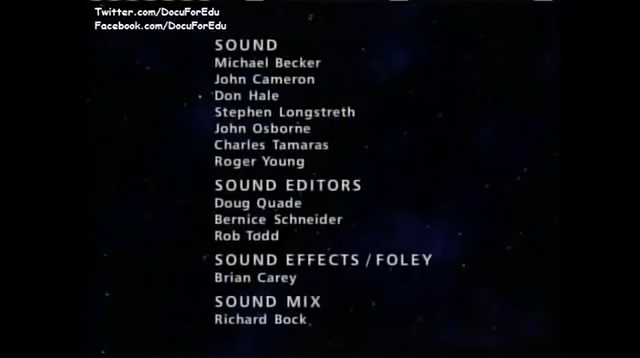 Twitter.com/DocuForEdu
Facebook.com/DocuForEdu
SOUND
Michael Becker
John Cameron
Don Hale
Stephen Longstreth
John Osborne
Charles Tamaras
Roger Young
SOUND EDITORS
Doug Quade
Bernice Schneider
Rob Todd
SOUND EFFECTS / FOLEY
Brian Carey
SOUND MIX
Richard Bock